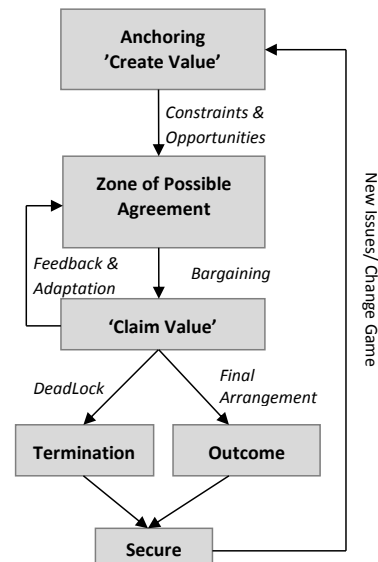 Anchoring
’Create Value’
Constraints &
Opportunities
Zone of Possible
Agreement
Feedback &
Adaptation
Bargaining
‘Claim Value’
DeadLock
Final
Arrangement
Termination
Outcome
Secure
New Issues/ Change Game